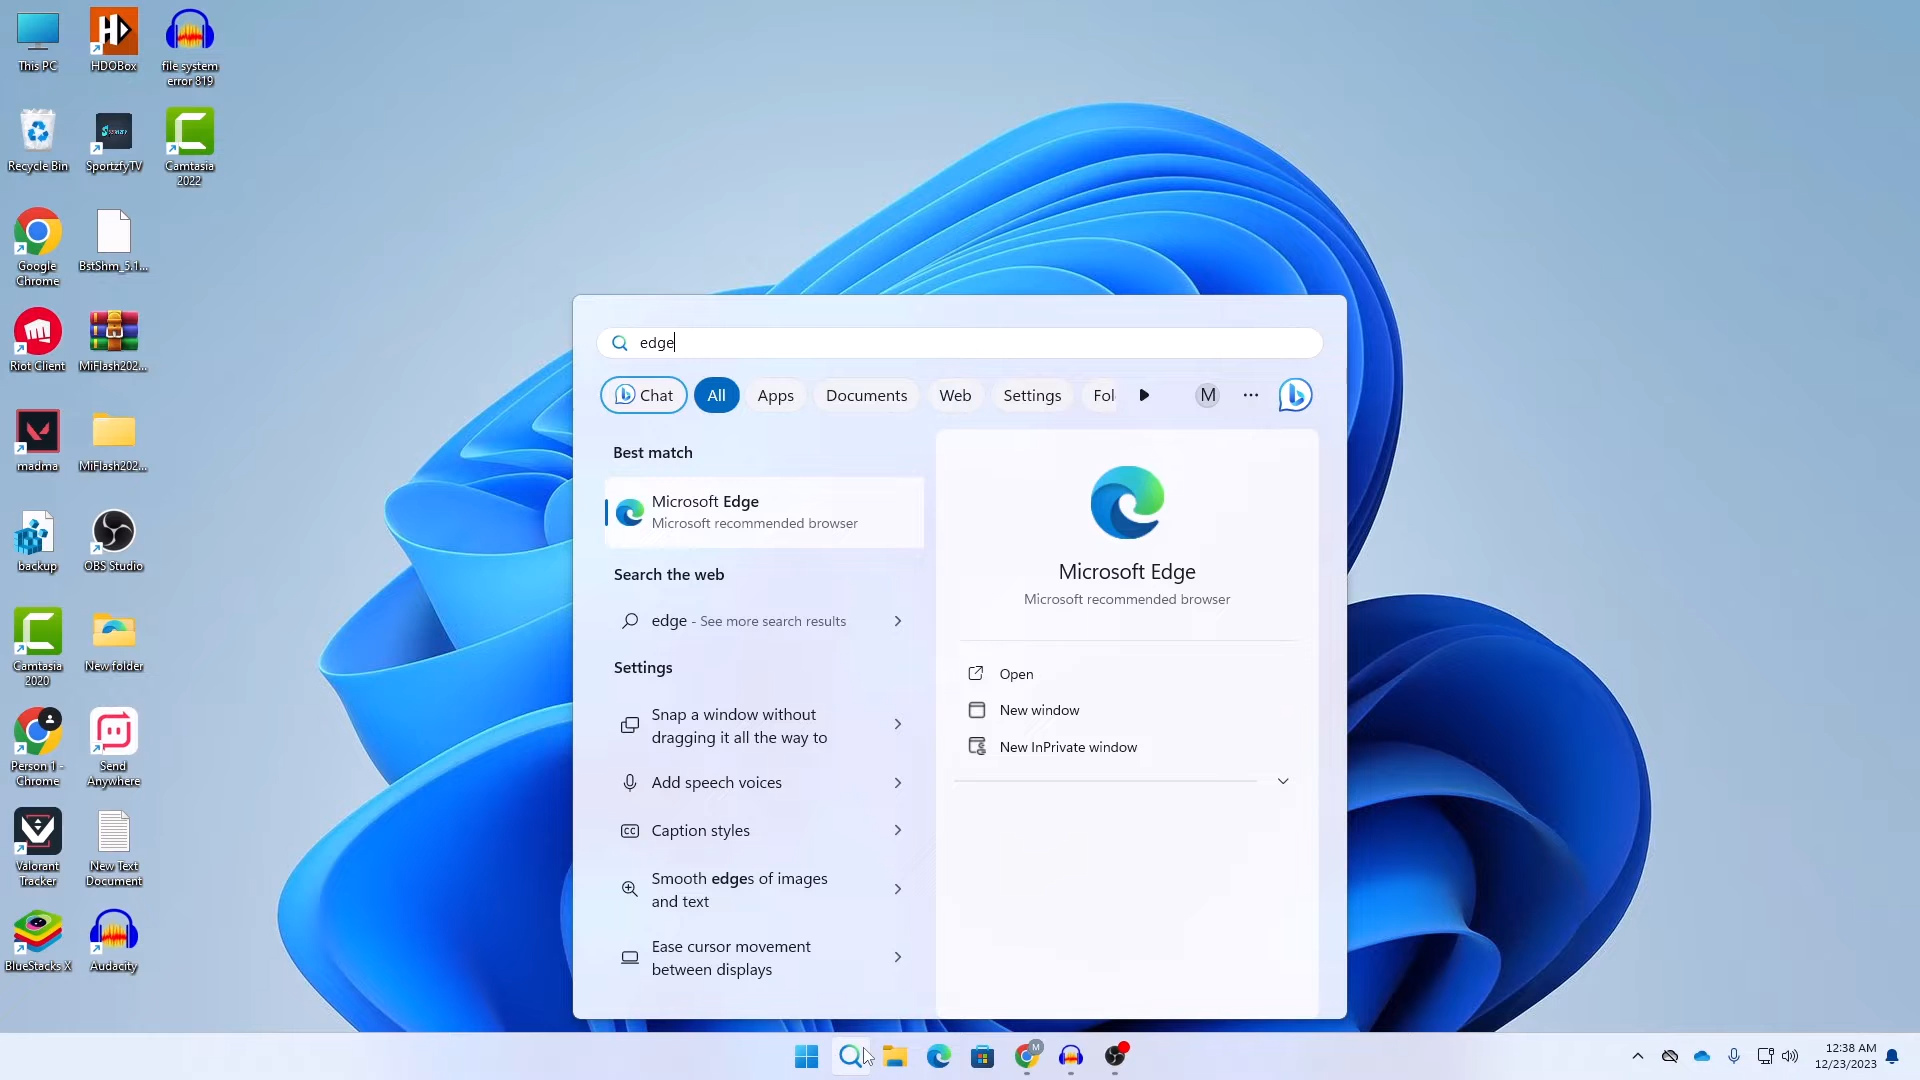 This PC
HDOBox
file system
error 819
Recycle Bin
SportzfyTV
Camtasia
2022
Google
Chrome
BstShm_5.1...
Riot Client
MiFlash202...
madma
MiFlash202...
backup
OBS Studio
Camtasia
2020
New folder
Person 1 -
Chrome
Send
Anywhere
Valorant
Tracker
New Text
Document
BlueStacks X
Audacity
edge
Chat
All
Apps
Documents
Web
Settings
Fol
M
Best match
Microsoft Edge
Microsoft recommended browser
Search the web
edge - See more search results
Settings
Snap a window without
dragging it all the way to
Add speech voices
Caption styles
Smooth edges of images
and text
Ease cursor movement
between displays
Microsoft Edge
Microsoft recommended browser
Open
New window
New InPrivate window
M
12:38 AM
12/23/2023